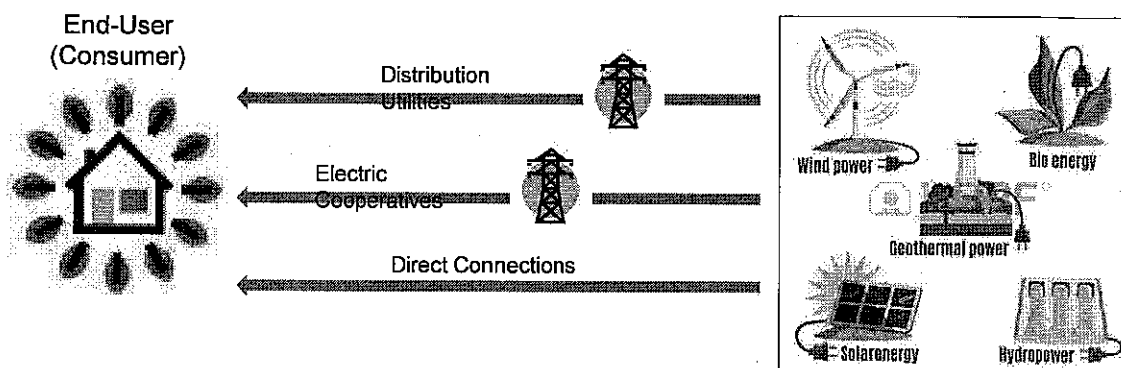 End-User
(Consumer)
Distribution
Utilities
Electric
Cooperatives
Direct Connections
Wind power
Bio energy
Geothermal power
Solarenergy
Hydropower